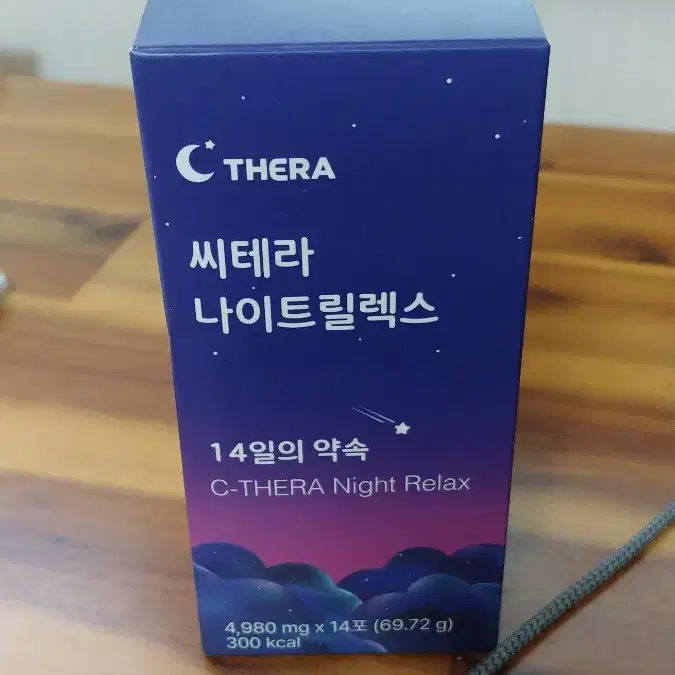 THERA
씨테라
나이트릴렉스
14일의 약속
C-THERA Night Relax
4,980 mg x 14포 (69.72 g)
300 kcal